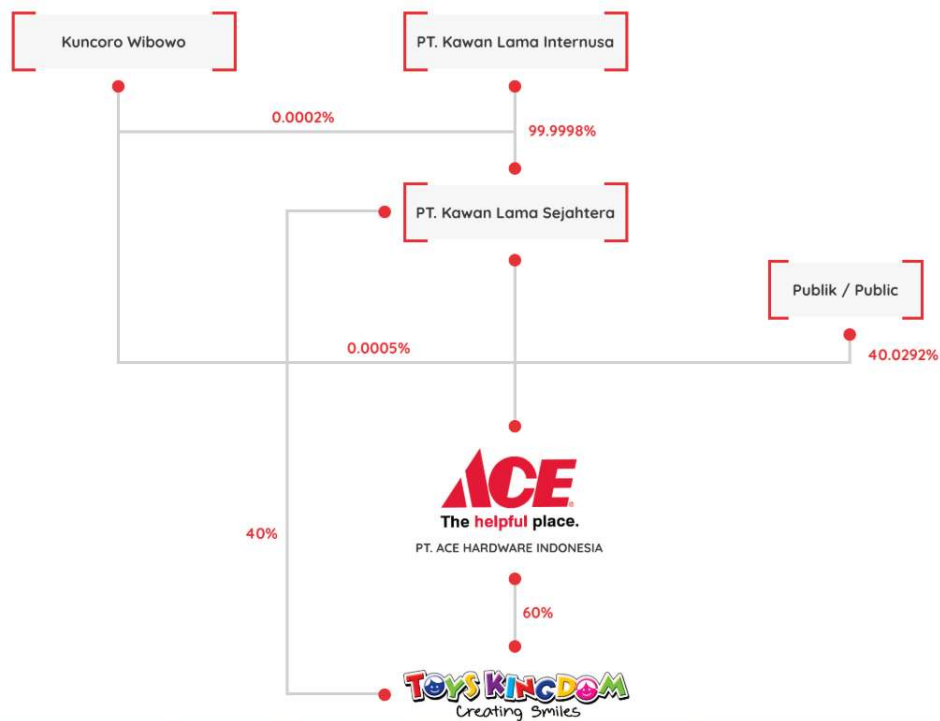 Kuncoro Wibowo
PT. Kawan Lama Internusa
0.0002%
99.9998%
PT. Kawan Lama Sejahtera
Publik / Public
0.0005%
40.0292%
ACE
The helpful place.
PT. ACE HARDWARE INDONESIA
40%
60%
TOYS KINGDOM
Creating Smiles